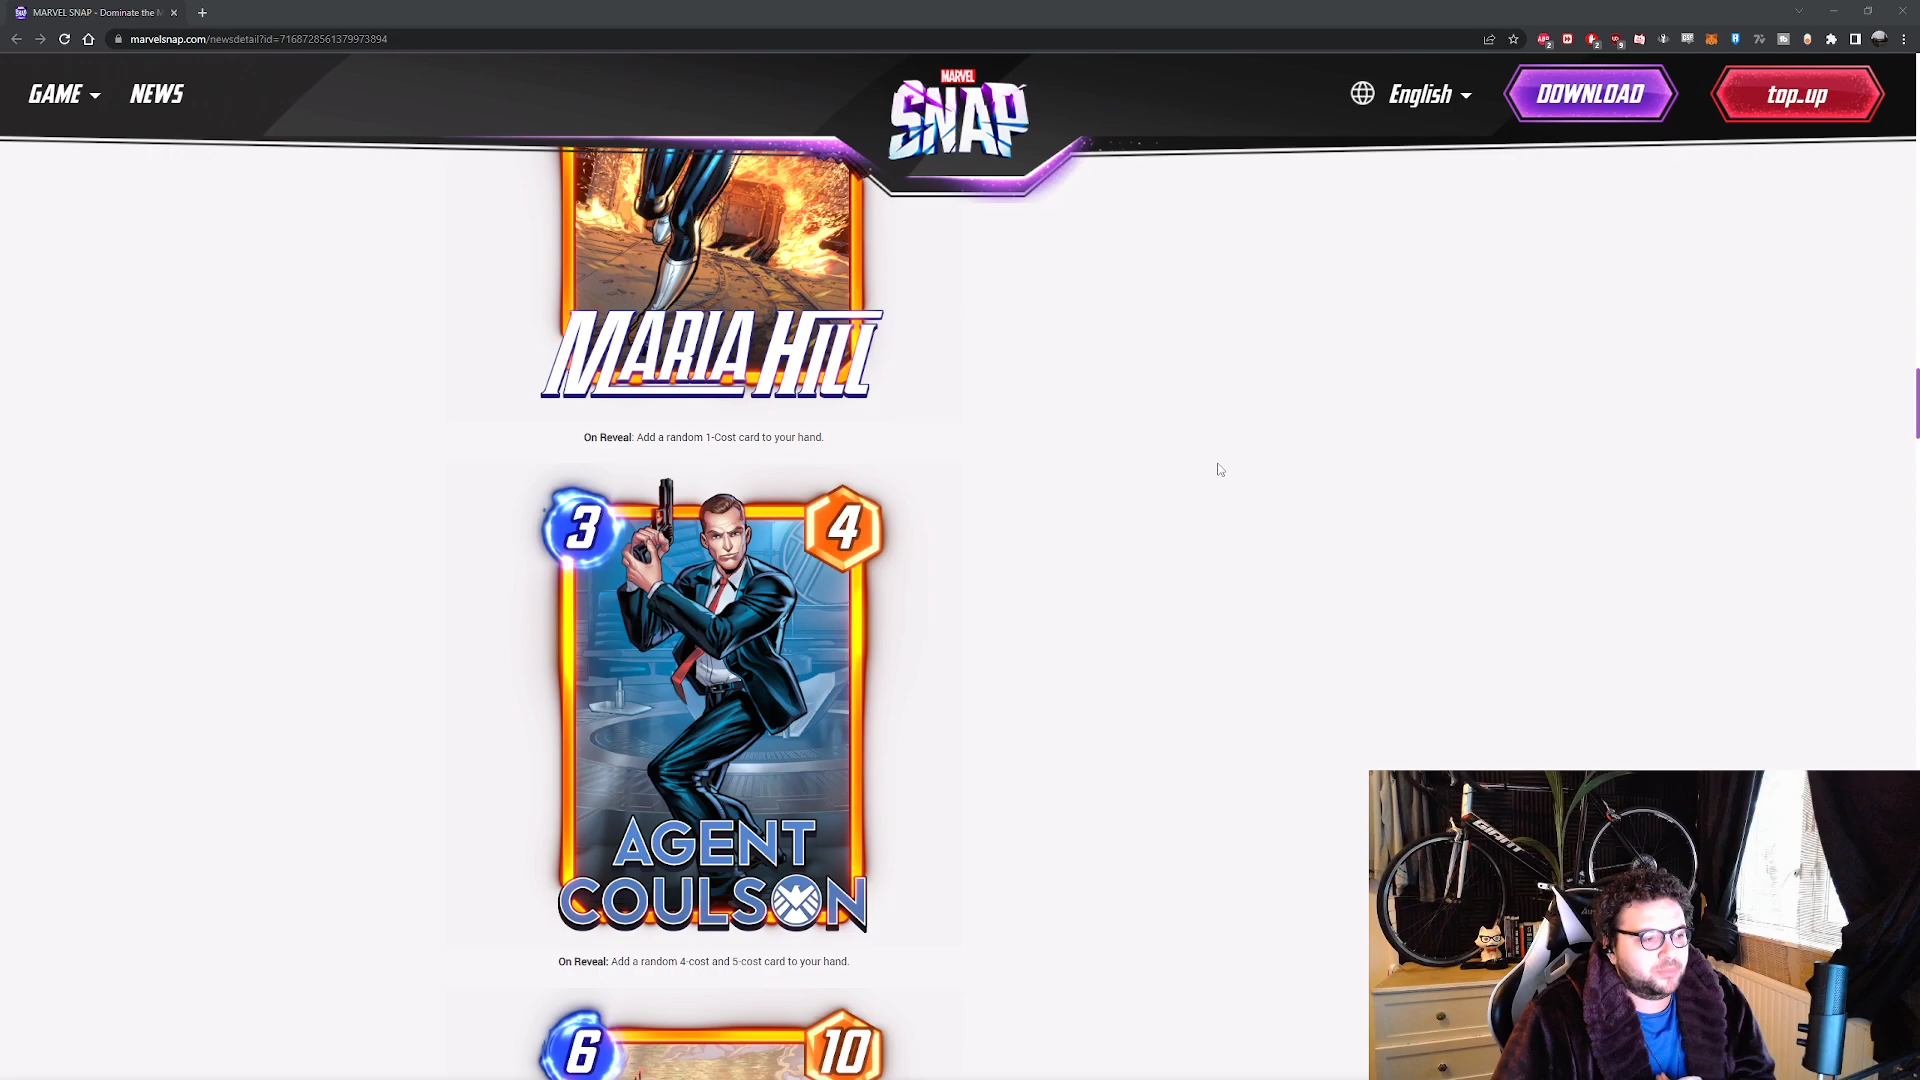 MARVEL SNAP - Dominate the M
marvelsnap.com/newsdetail?id=7168728561379973894
GAME
NEWS
MARVEL
SNAP
English
DOWNLOAD
top_up
MARIA HILL
On Reveal: Add a random 1-Cost card to your hand.
3
4
AGENT
COULSON
On Reveal: Add a random 4-cost and 5-cost card to your hand.
6
10
GIANT